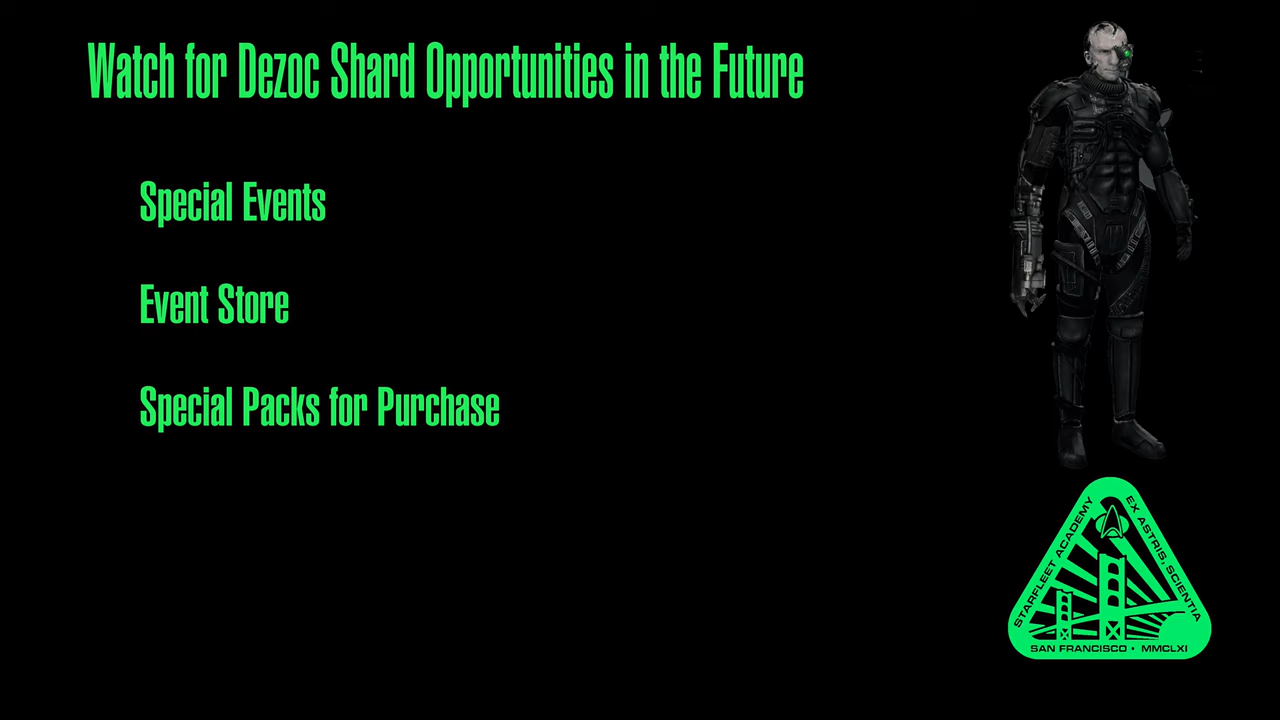 Watch for Dezoc Shard Opportunities in the Future
Special Events
Event Store
Special Packs for Purchase
STARFLEET ACADEMY
EX ASTRIS, SCIENTIA
SAN FRANCISCO • MMCLXI